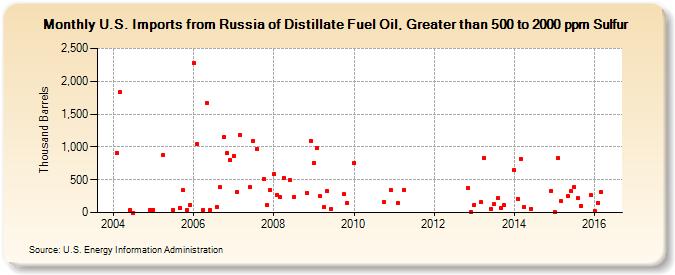 Monthly U.S. Imports from Russia of Distillate Fuel Oil, Greater than 500 to 2000 ppm Sulfur
Thousand Barrels
2,500
2,000
1,500
1,000
500
0
2004 2006 2008 2010 2012 2014 2016
Source: U.S. Energy Information Administration